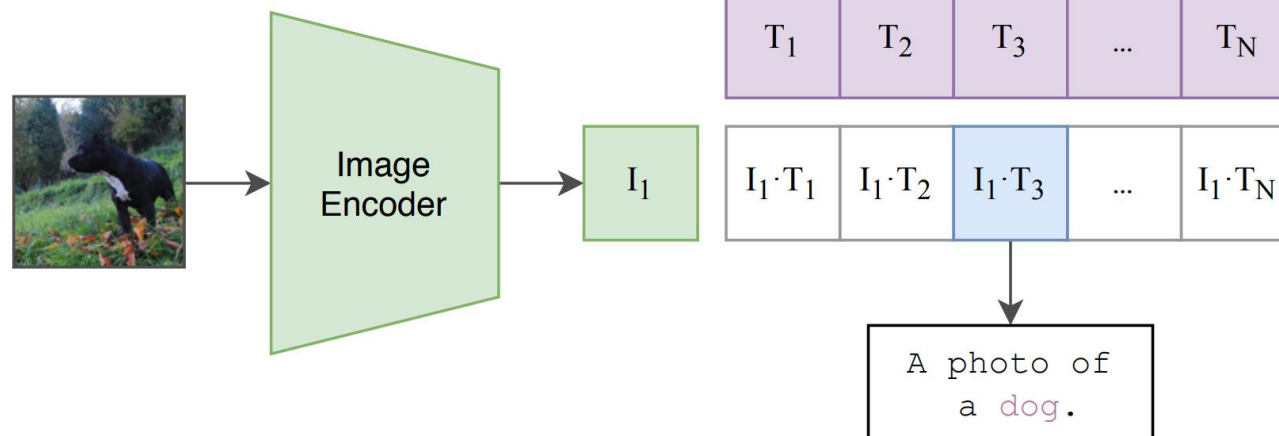 T1 T2 T3 ... TN
Image
Encoder
I1
I1·T1 I1·T2 I1·T3 ... I1·TN
A photo of
a dog.